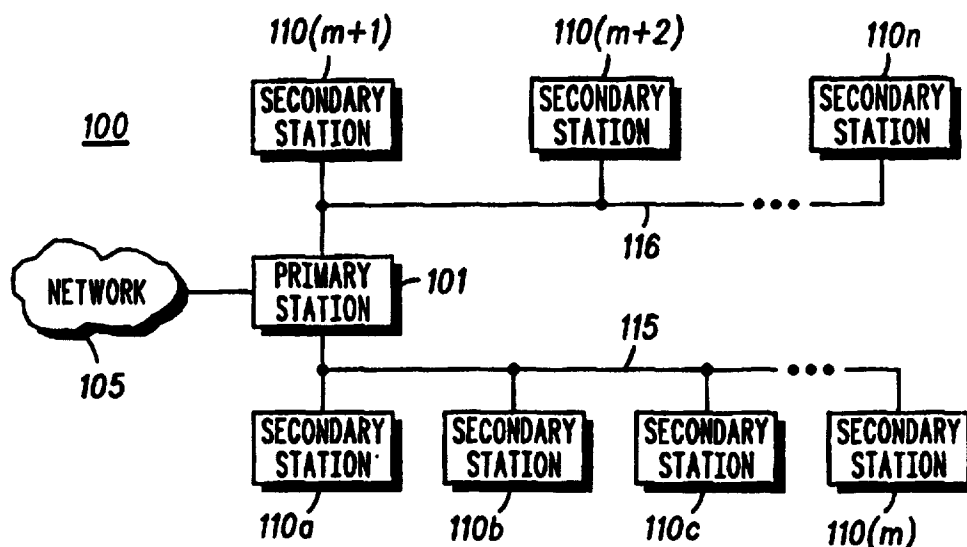 110(m+1)
110(m+2)
110n
SECONDARY
STATION
SECONDARY
STATION
SECONDARY
STATION
100
116
NETWORK
PRIMARY
STATION
101
105
115
SECONDARY
STATION
SECONDARY
STATION
SECONDARY
STATION
SECONDARY
STATION
110a
110b
110c
110(m)